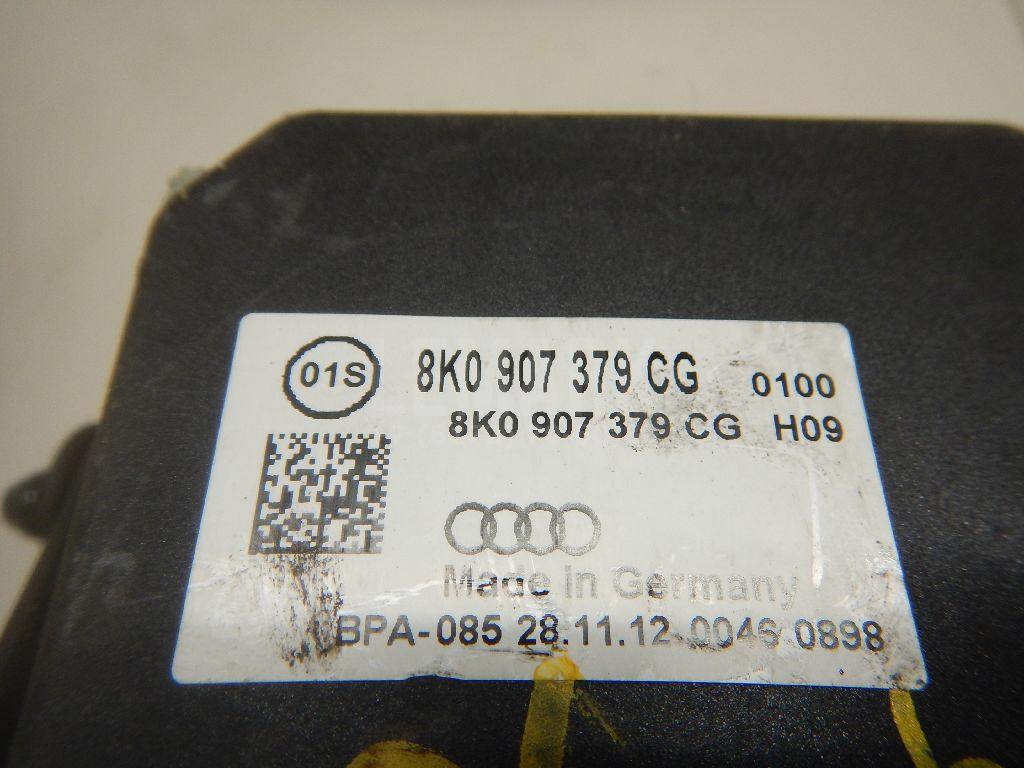 01S 8K0 907 379 CG 0100
8K0 907 379 CG H09
Made in Germany
BPA-085 28.11.12 0046 0898